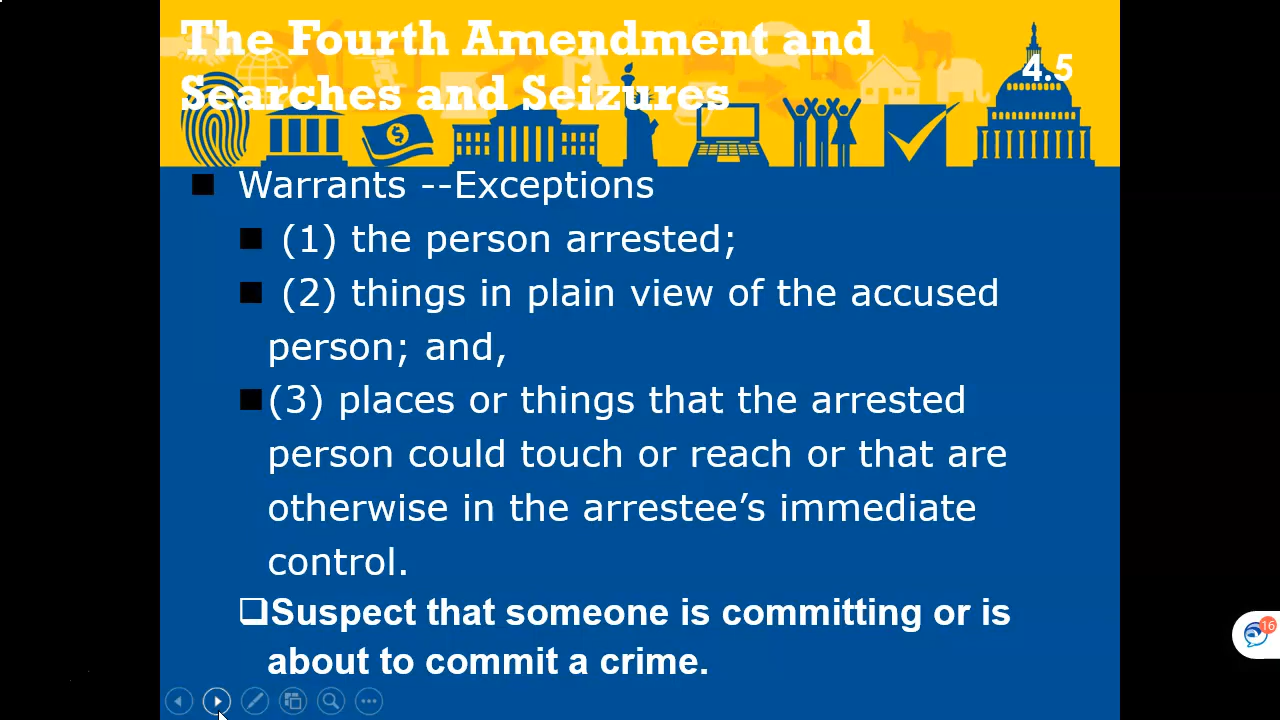 The Fourth Amendment and
Searches and Seizures
4.5
Warrants --Exceptions
(1) the person arrested;
(2) things in plain view of the accused
person; and,
(3) places or things that the arrested
person could touch or reach or that are
otherwise in the arrestee’s immediate
control.
Suspect that someone is committing or is
about to commit a crime.
16